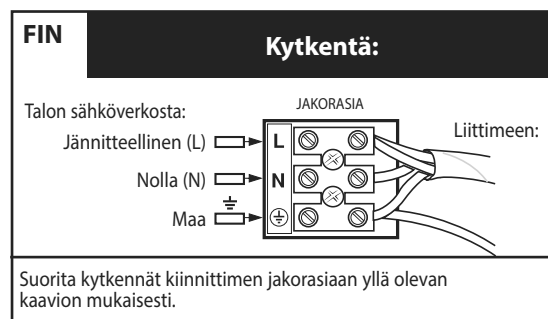 FIN
Kytkentä:
Talon sähköverkosta:
JAKORASIA
Liittimeen:
Jännitteellinen (L)
L
Nolla (N)
N
Maa
Suorita kytkennät kiinnittimen jakorasiaan yllä olevan
kaavion mukaisesti.